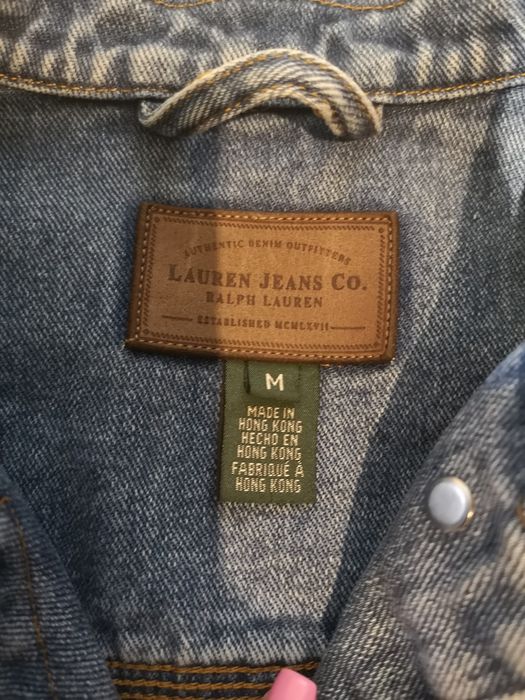 AUTHENTIC DENIM OUTFITTERS
LAUREN JEANS CO.
RALPH LAUREN
ESTABLISHED MCMLXVII
M
MADE IN
HONG KONG
HECHO EN
HONG KONG
FABRIQUÉ À
HONG KONG